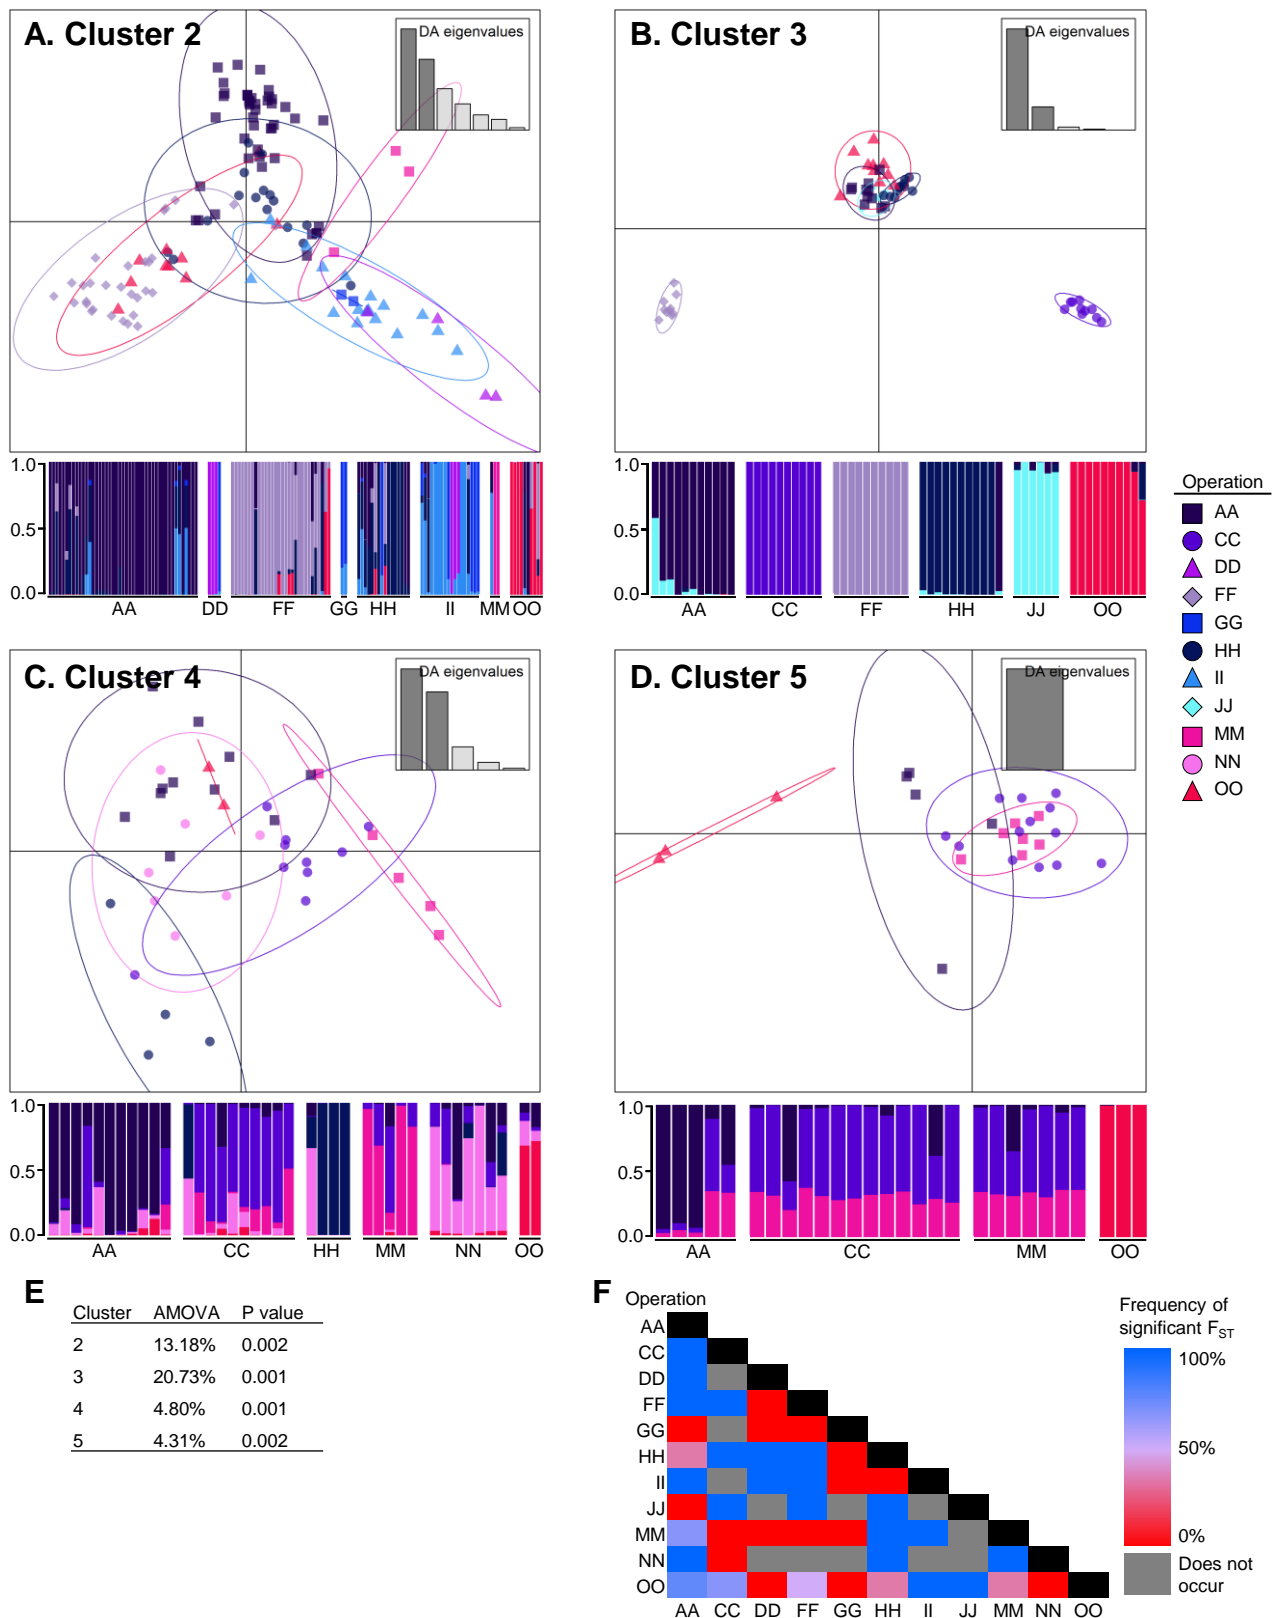 A. Cluster 2
DA eigenvalues
B. Cluster 3
DA eigenvalues
1.0
0.5
0.0
AA DD FF GG HH II MM OO
1.0
0.5
0.0
AA CC FF HH JJ OO
Operation
AA
CC
DD
FF
GG
HH
II
JJ
MM
NN
OO
C. Cluster 4
DA eigenvalues
D. Cluster 5
DA eigenvalues
1.0
0.5
0.0
AA CC HH MM NN OO
1.0
0.5
0.0
AA CC MM OO
E
Cluster AMOVA P value
2 13.18% 0.002
3 20.73% 0.001
4 4.80% 0.001
5 4.31% 0.002
F
Operation
AA
CC
DD
FF
GG
HH
II
JJ
MM
NN
OO
AA CC DD FF GG HH II JJ MM NN OO
Frequency of
significant FST
100%
50%
0%
Does not
occur